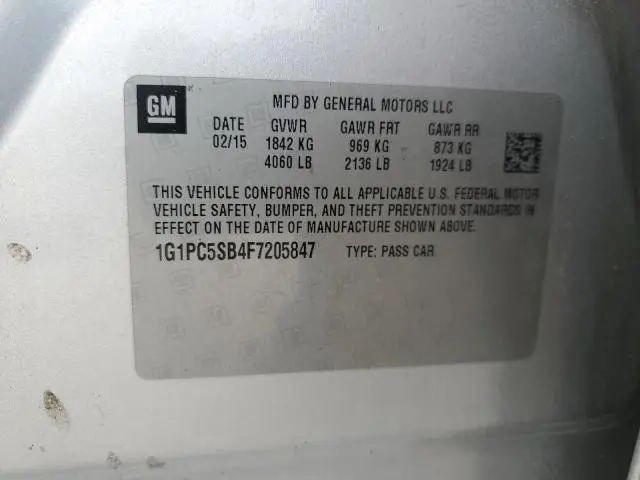 GM
MFD BY GENERAL MOTORS LLC
DATE GVWR GAWR FRT GAWR RR
02/15 1842 KG 969 KG 873 KG
4060 LB 2136 LB 1924 LB
THIS VEHICLE CONFORMS TO ALL APPLICABLE U.S. FEDERAL MOTOR
VEHICLE SAFETY, BUMPER, AND THEFT PREVENTION STANDARDS IN
EFFECT ON THE DATE OF MANUFACTURE SHOWN ABOVE.
1G1PC5SB4F7205847 TYPE: PASS CAR